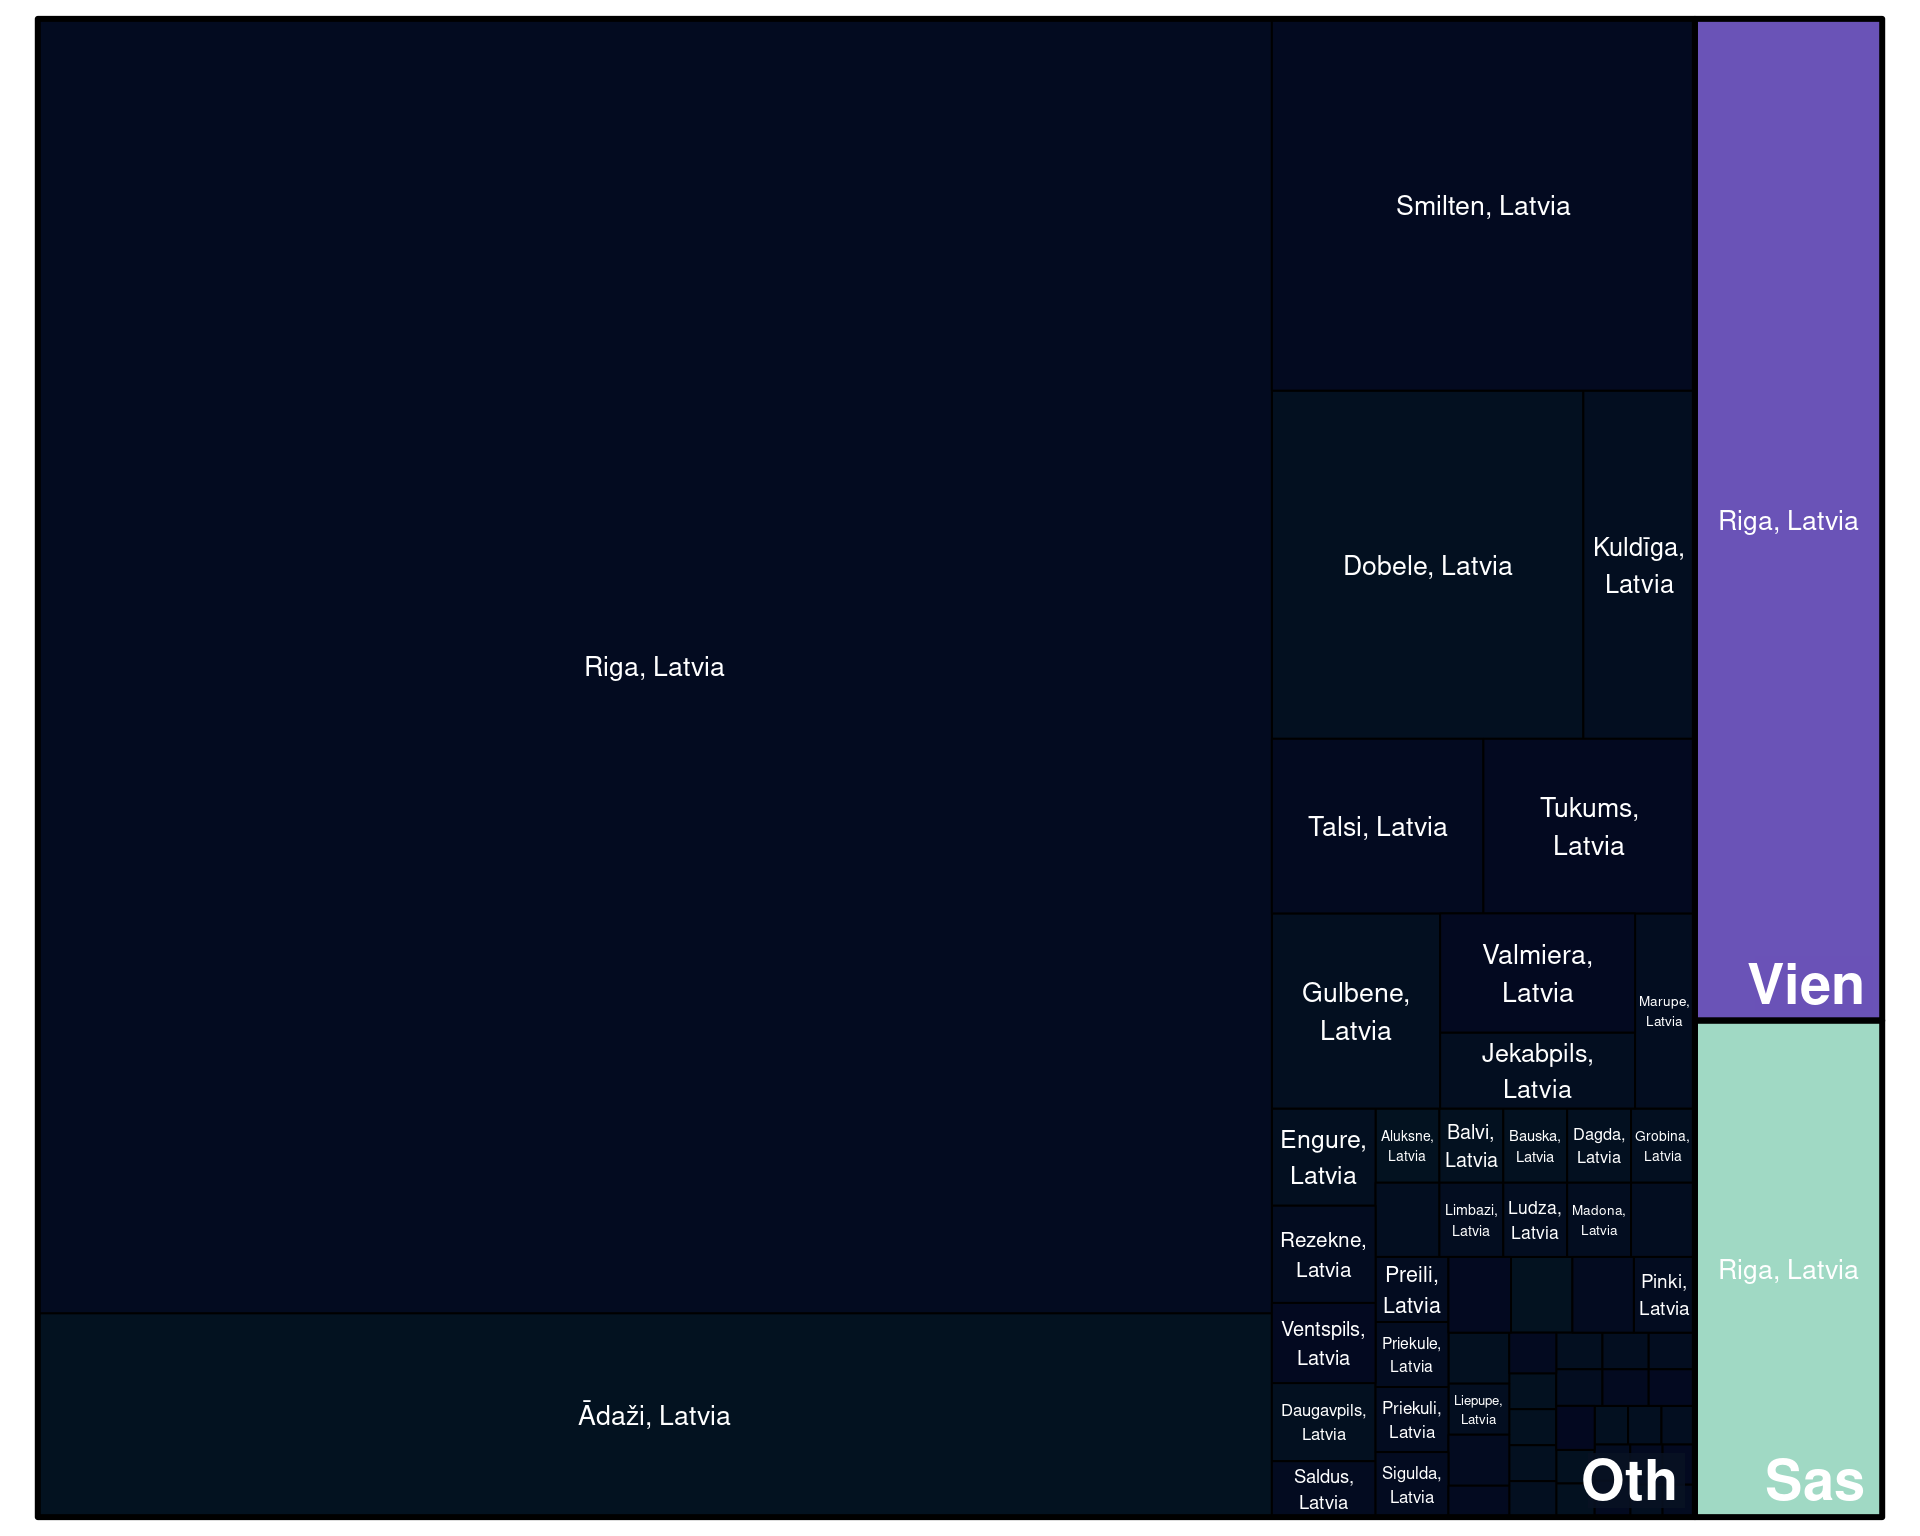 Smilten, Latvia
Riga, Latvia
Dobele, Latvia
Kuldīga,
Latvia
Riga, Latvia
Talsi, Latvia
Tukums,
Latvia
Gulbene,
Latvia
Valmiera,
Latvia
Marupe,
Latvia
Jekabpils,
Latvia
Vien
Engure,
Latvia
Aluksne,
Latvia
Balvi,
Latvia
Bauska,
Latvia
Dagda,
Latvia
Grobina,
Latvia
Limbazi,
Latvia
Ludza,
Latvia
Madona,
Latvia
Rezekne,
Latvia
Preili,
Latvia
Pinki,
Latvia
Riga, Latvia
Ventspils,
Latvia
Priekule,
Latvia
Ādaži, Latvia
Daugavpils,
Latvia
Priekuli,
Latvia
Liepupe,
Latvia
Saldus,
Latvia
Sigulda,
Latvia
Oth
Sas